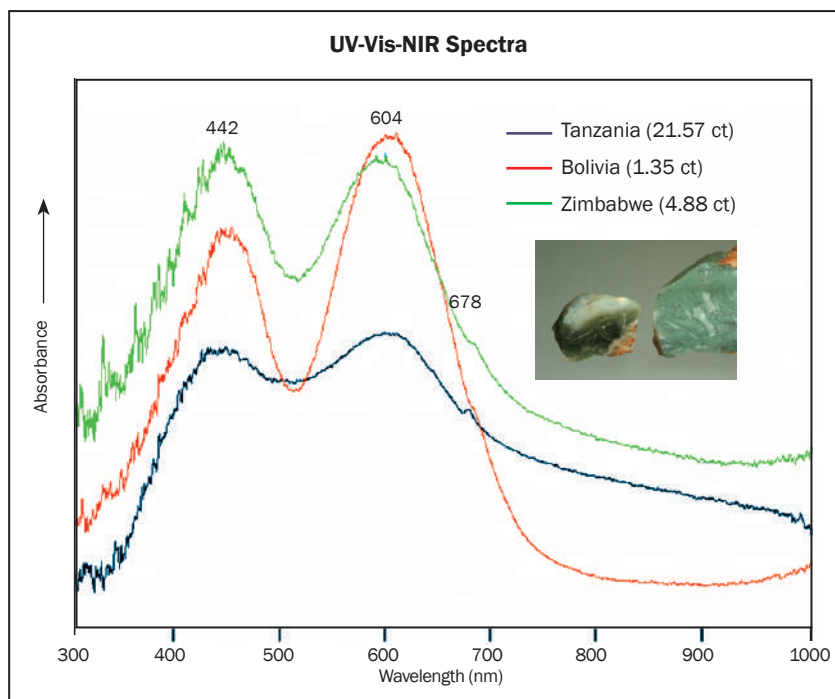 UV-Vis-NIR Spectra
442
604
678
Tanzania (21.57 ct)
Bolivia (1.35 ct)
Zimbabwe (4.88 ct)
Absorbance
300 400 500 600 700 800 900 1000
Wavelength (nm)